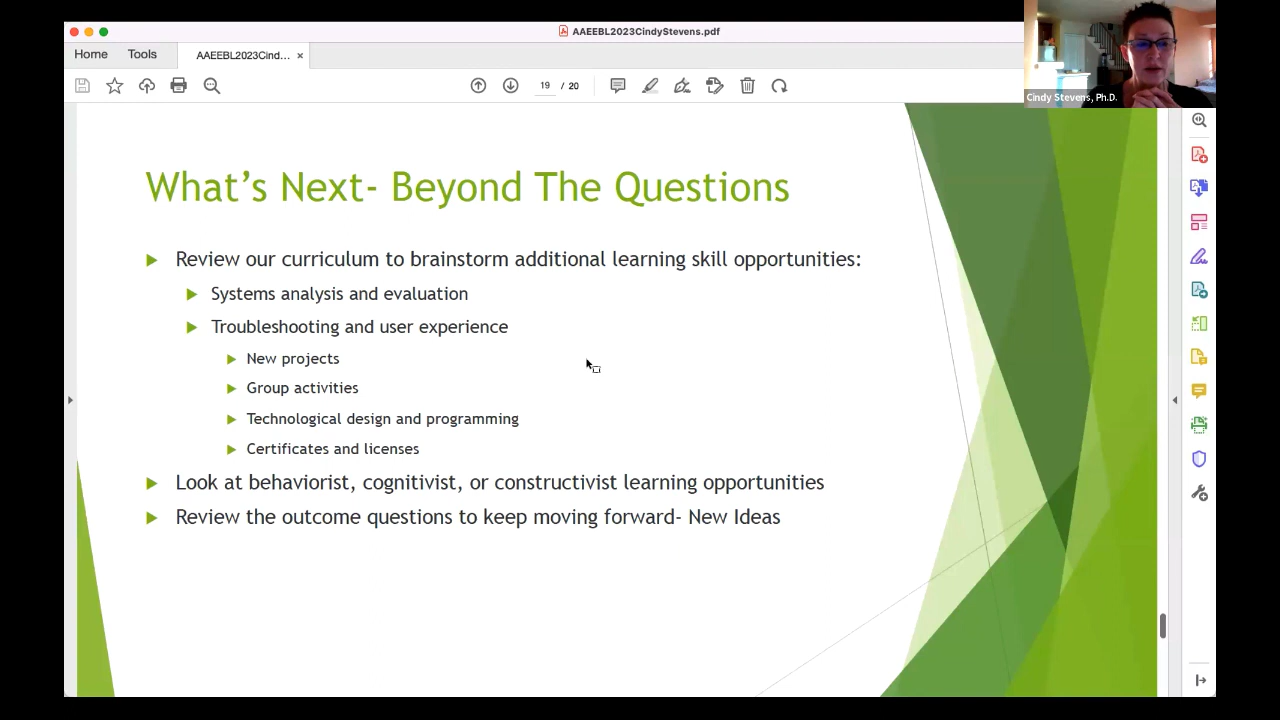 AAEEBL2023CindyStevens.pdf
Home
Tools
AAEEBL2023Cind...
19 / 20
Cindy Stevens, Ph.D.
What's Next- Beyond The Questions
Review our curriculum to brainstorm additional learning skill opportunities:
Systems analysis and evaluation
Troubleshooting and user experience
New projects
Group activities
Technological design and programming
Certificates and licenses
Look at behaviorist, cognitivist, or constructivist learning opportunities
Review the outcome questions to keep moving forward- New Ideas